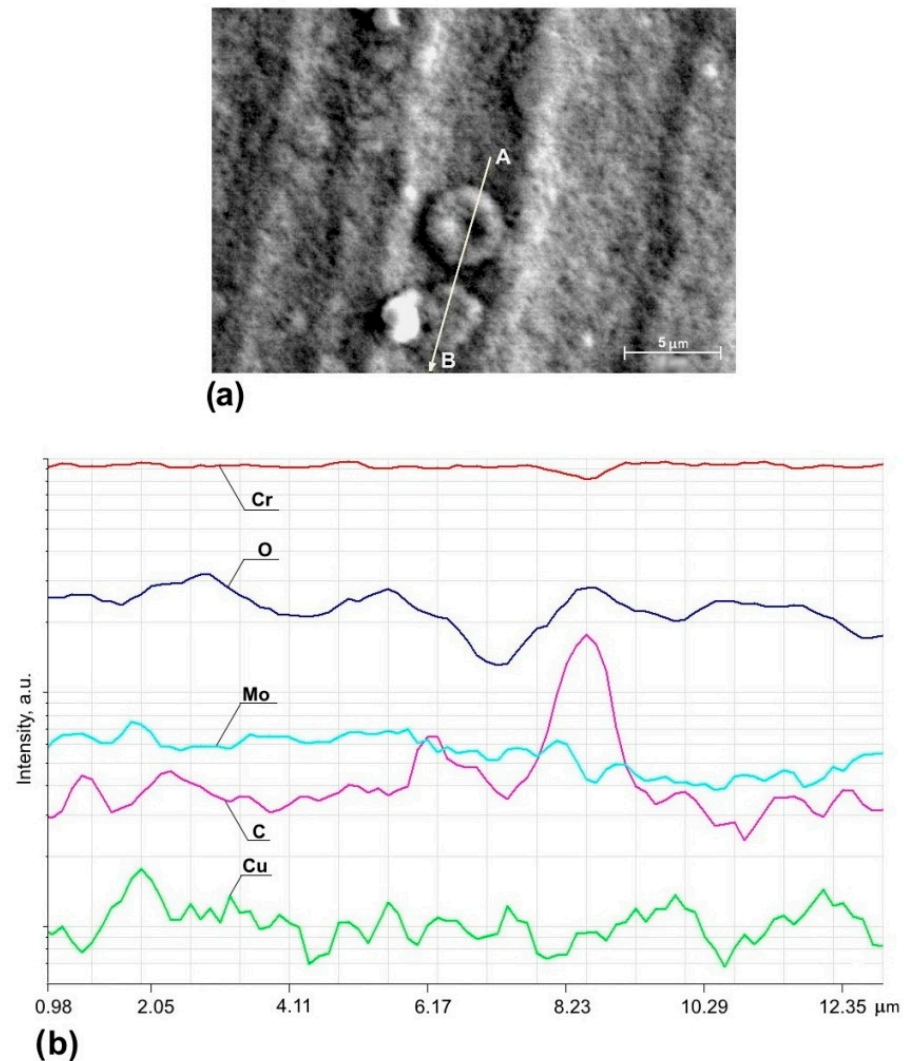 A
B
5 μm
(a)
Cr
O
Mo
C
Cu
Intensity, a.u.
0.98 2.05 4.11 6.17 8.23 10.29 12.35 μm
(b)